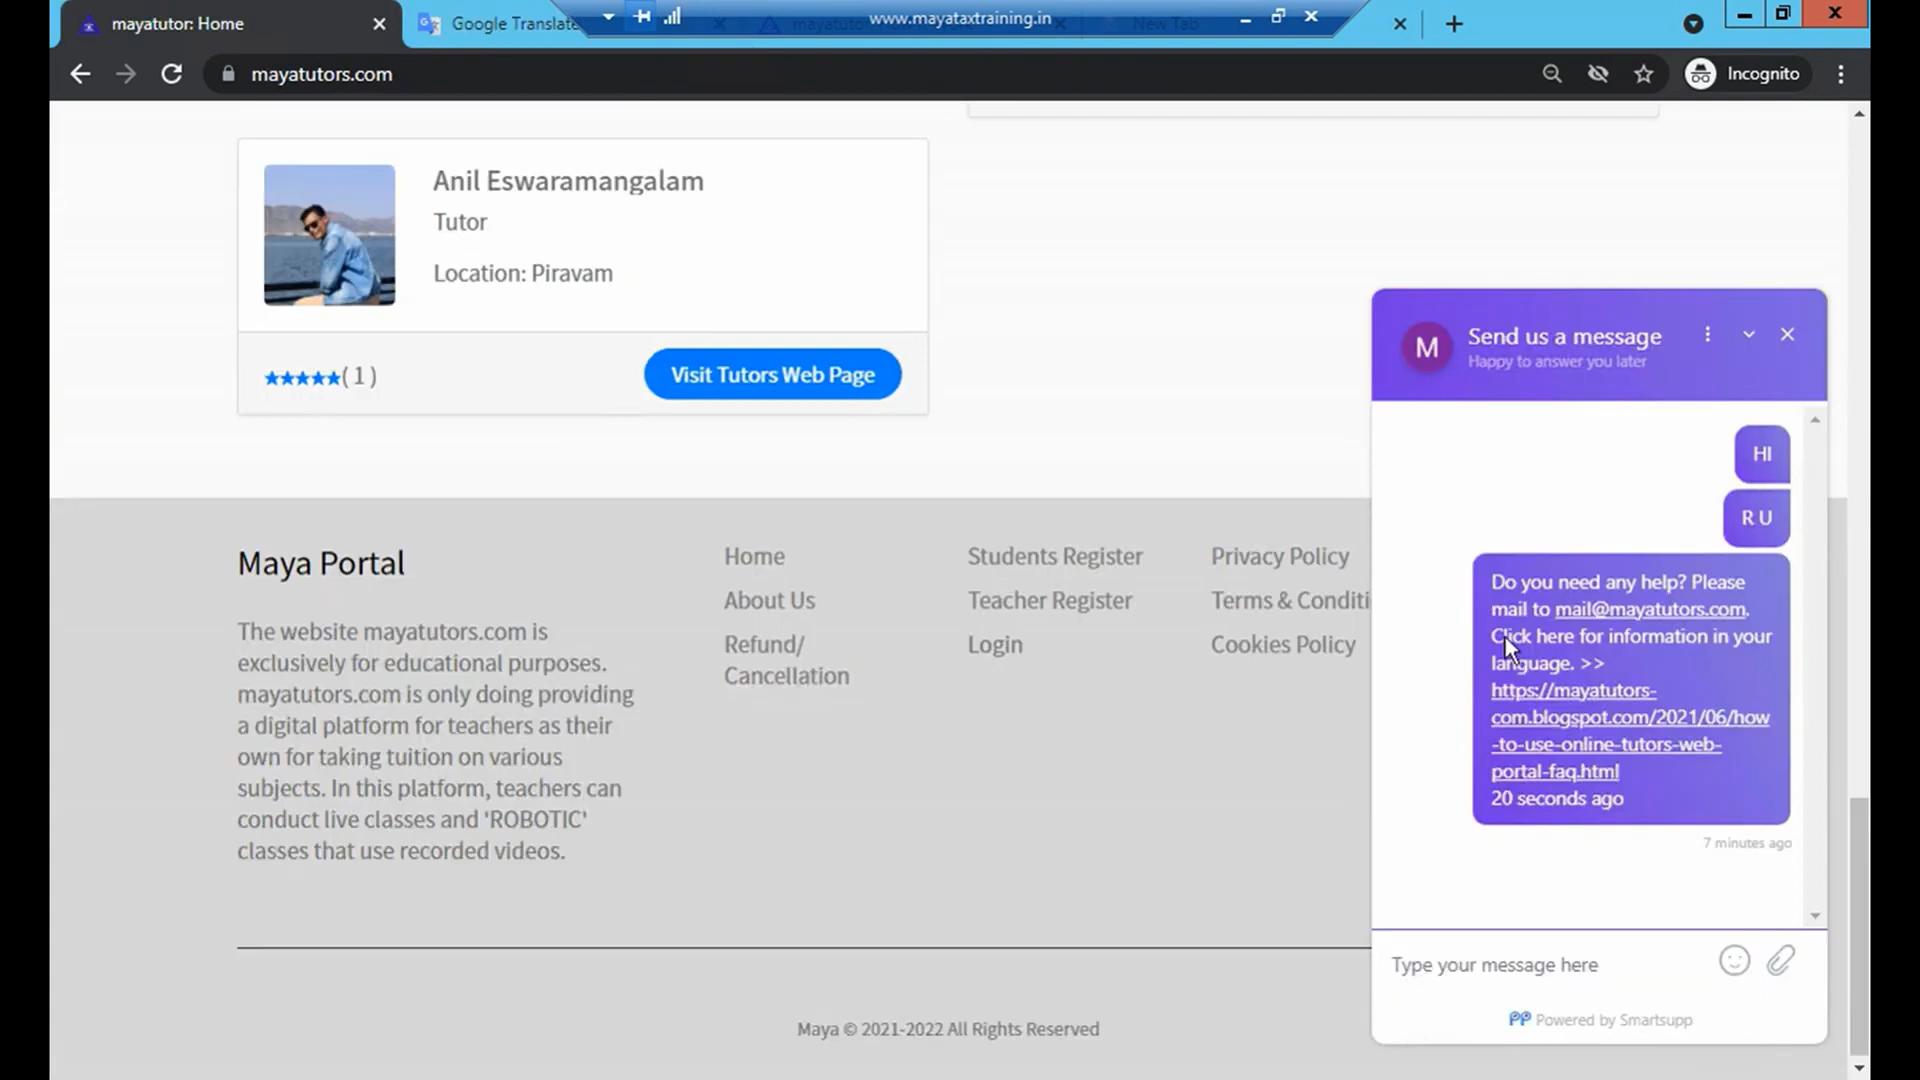 mayatutor: Home
Google Translate
www.mayataxtraining.in
New Tab
mayatutors.com
Incognito
Anil Eswaramangalam
Tutor
Location: Piravam
( 1 )
Visit Tutors Web Page
Maya Portal
The website mayatutors.com is
exclusively for educational purposes.
mayatutors.com is only doing providing
a digital platform for teachers as their
own for taking tuition on various
subjects. In this platform, teachers can
conduct live classes and 'ROBOTIC'
classes that use recorded videos.
Home
About Us
Refund/
Cancellation
Students Register
Teacher Register
Login
Privacy Policy
Terms & Conditi
Cookies Policy
Maya © 2021-2022 All Rights Reserved
M
Send us a message
Happy to answer you later
HI
R U
Do you need any help? Please
mail to mail@mayatutors.com.
Click here for information in your
language. >>
https://mayatutors-
com.blogspot.com/2021/06/how
-to-use-online-tutors-web-
portal-faq.html
20 seconds ago
7 minutes ago
Type your message here
Powered by Smartsupp